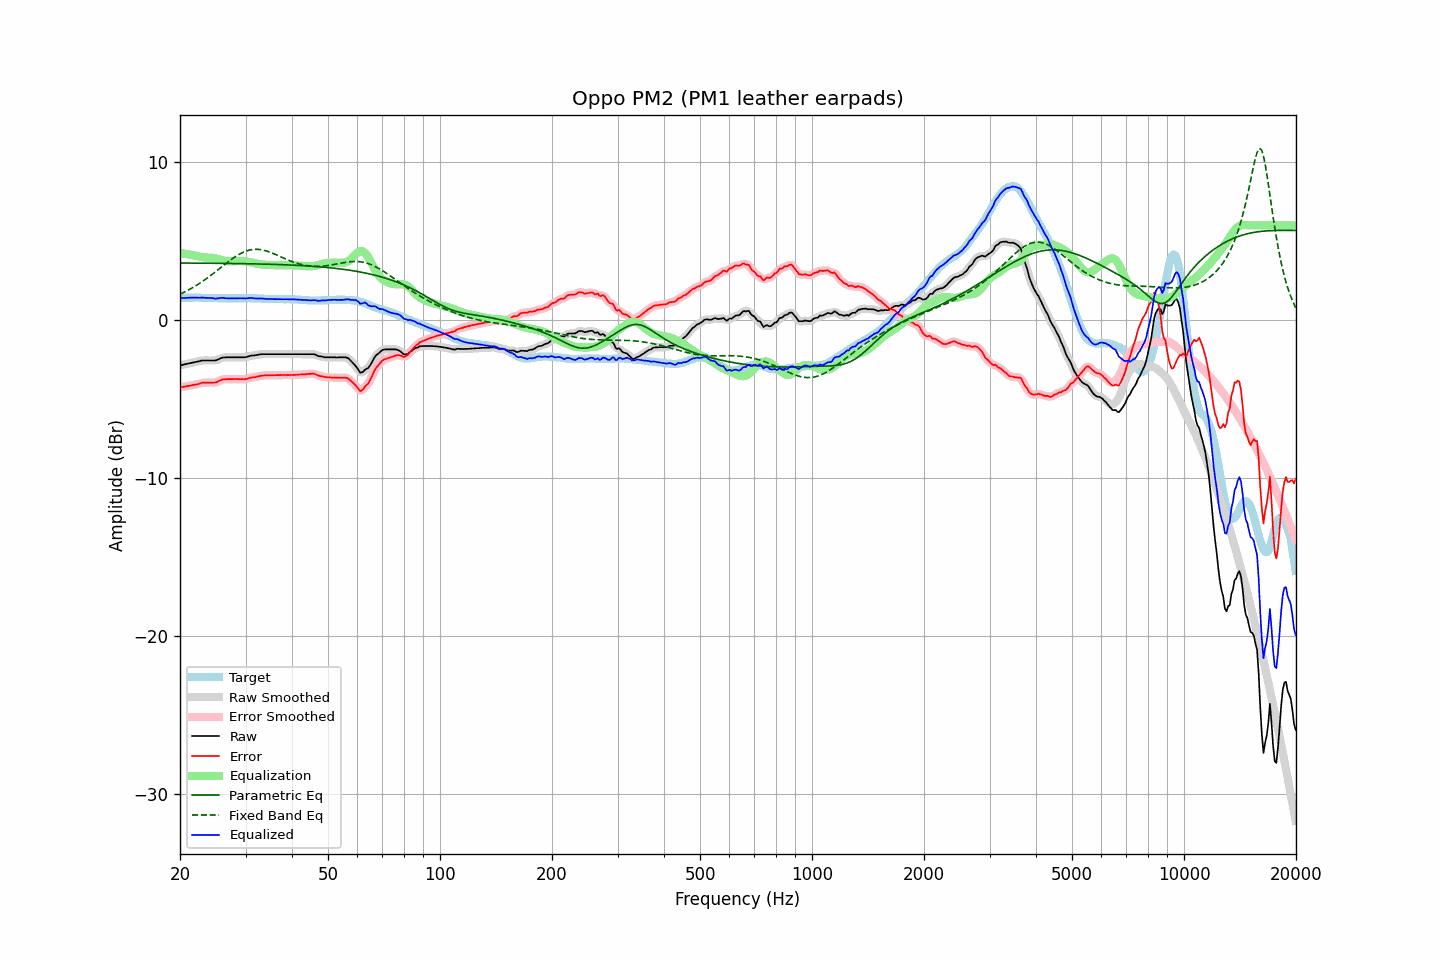 Oppo PM2 (PM1 leather earpads)
Amplitude (dBr)
10
0
−10
−20
−30
Target
Raw Smoothed
Error Smoothed
Raw
Error
Equalization
Parametric Eq
Fixed Band Eq
Equalized
20 50 100 200 500 1000 2000 5000 10000 20000
Frequency (Hz)